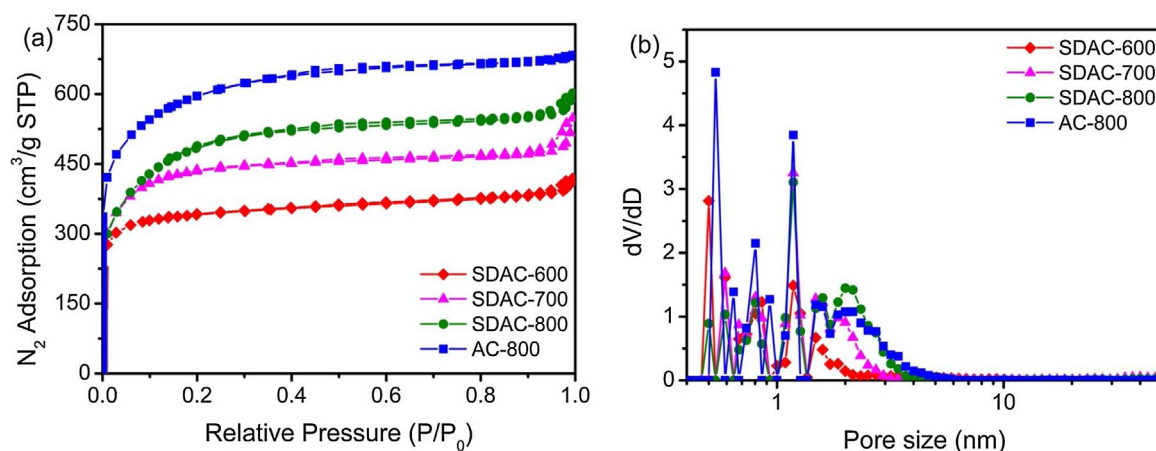 (a)
750
600
450
300
150
0
0.0
0.2
0.4
0.6
0.8
1.0
N2 Adsorption (cm3/g STP)
Relative Pressure (P/P0)
SDAC-600
SDAC-700
SDAC-800
AC-800
(b)
5
4
3
2
1
0
1
10
dV/dD
Pore size (nm)
SDAC-600
SDAC-700
SDAC-800
AC-800